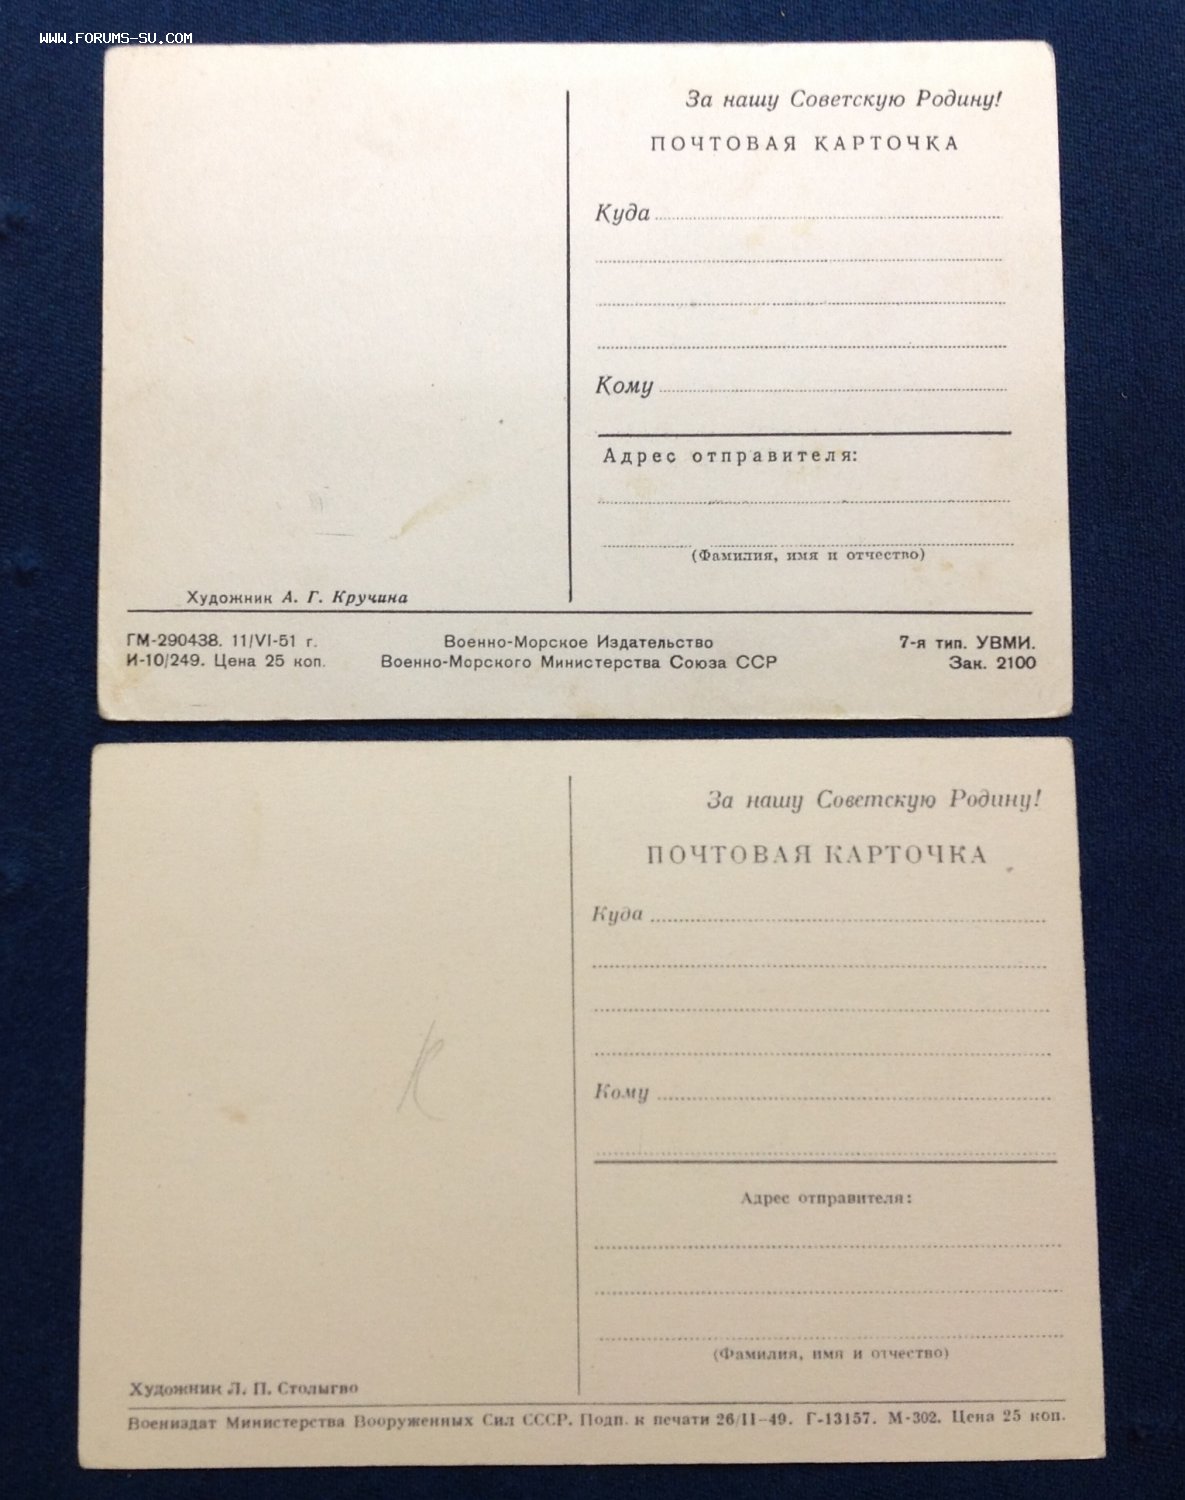 WWW.FORUMS-SU.COM
За нашу Советскую Родину!
ПОЧТОВАЯ КАРТОЧКА
Куда
Кому
Адрес отправителя:
(Фамилия, имя и отчество)
Художник А. Г. Кручина
ГМ-290438. 11/VI-51 г.
И-10/249. Цена 25 коп.
Военно-Морское Издательство
Военно-Морского Министерства Союза ССР
7-я тип. УВМИ.
Зак. 2100
За нашу Советскую Родину!
ПОЧТОВАЯ КАРТОЧКА
Куда
Кому
Адрес отправителя:
(Фамилия, имя и отчество)
Художник Л. П. Столыгво
Воениздат Министерства Вооруженных Сил СССР. Подп. к печати 26/II-49. Г-13157. М-302. Цена 25 коп.